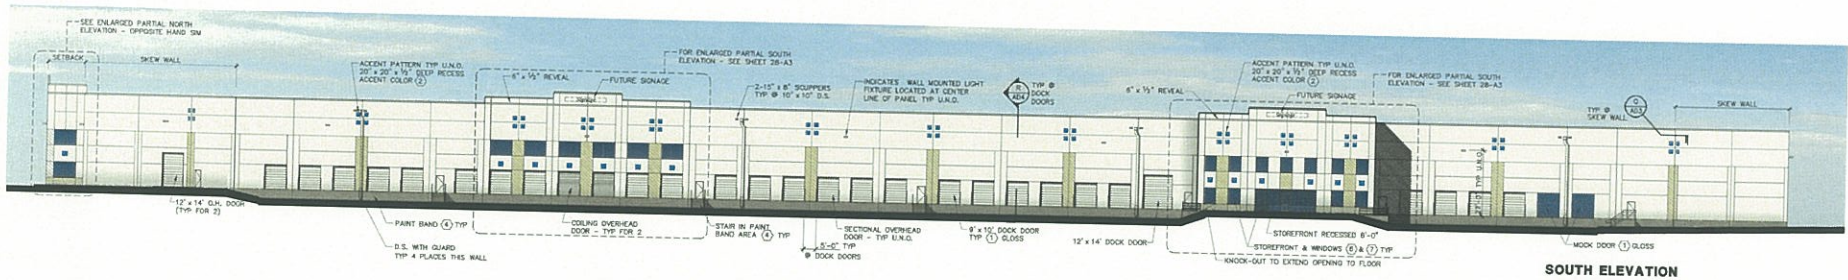 SEE ENLARGED PARTIAL NORTH
ELEVATION - OPPOSITE HAND SIM
SETBACK
SKEW WALL
ACCENT PATTERN TYP U.N.O.
20" x 20" x ½" DEEP RECESS
ACCENT COLOR 2
6" x ½" REVEAL
FOR ENLARGED PARTIAL SOUTH
ELEVATION - SEE SHEET 28-A3
FUTURE SIGNAGE
2-15" x 8" SCUPPERS
TYP @ 10" x 10" D.S.
INDICATES WALL MOUNTED LIGHT
FIXTURE LOCATED AT CENTER
LINE OF PANEL TYP U.N.O.
TYP @
DOCK
DOORS
6" x ½" REVEAL
ACCENT PATTERN TYP U.N.O.
20" x 20" x ½" DEEP RECESS
ACCENT COLOR 2
FOR ENLARGED PARTIAL SOUTH
ELEVATION - SEE SHEET 28-A3
FUTURE SIGNAGE
TYP @
SKEW WALL
SKEW WALL
12' x 14' O.H. DOOR
(TYP FOR 2)
PAINT BAND 4 TYP
D.S. WITH GUARD
TYP 4 PLACES THIS WALL
COILING OVERHEAD
DOOR - TYP FOR 2
STAIR IN PAINT
BAND AREA 4 TYP
5'-0" TYP
@ DOCK DOORS
SECTIONAL OVERHEAD
DOOR - TYP U.N.O.
9' x 10' DOCK DOOR
TYP 1 GLOSS
12' x 14' DOCK DOOR
STOREFRONT RECESSED 6'-0"
STOREFRONT & WINDOWS 6 & 7 TYP
KNOCK-OUT TO EXTEND OPENING TO FLOOR
MOCK DOOR 1 GLOSS
SOUTH ELEVATION